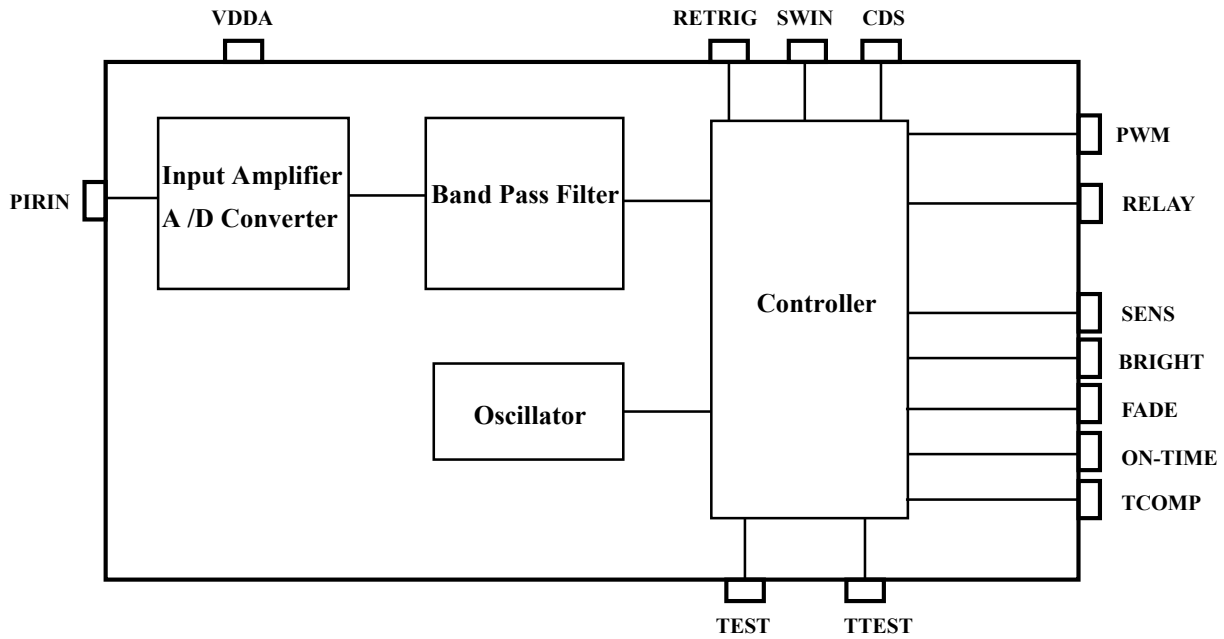 VDDA
RETRIG
SWIN
CDS
PIRIN
Input Amplifier
A /D Converter
Band Pass Filter
Controller
Oscillator
PWM
RELAY
SENS
BRIGHT
FADE
ON-TIME
TCOMP
TEST
TTEST